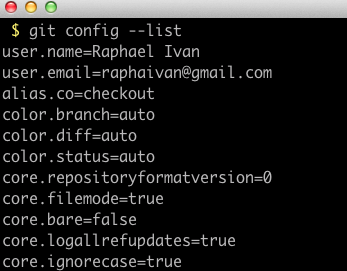 $ git config --list
user.name=Raphael Ivan
user.email=raphaivan@gmail.com
alias.co=checkout
color.branch=auto
color.diff=auto
color.status=auto
core.repositoryformatversion=0
core.filemode=true
core.bare=false
core.logallrefupdates=true
core.ignorecase=true